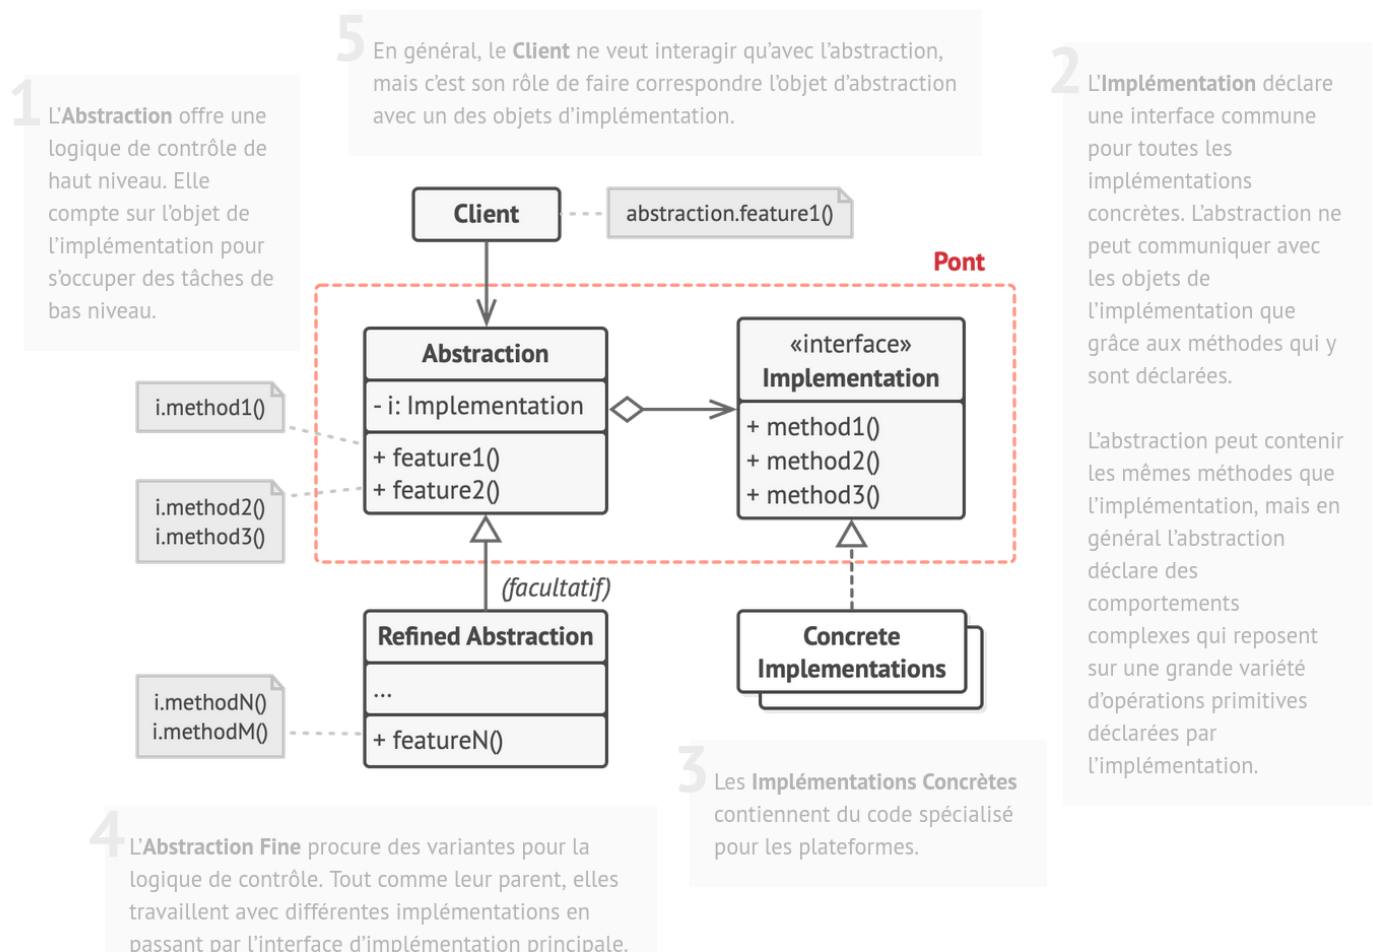 5
En général, le Client ne veut interagir qu’avec l’abstraction,
mais c’est son rôle de faire correspondre l’objet d’abstraction
avec un des objets d’implémentation.
1
L’Abstraction offre une
logique de contrôle de
haut niveau. Elle
compte sur l’objet de
l’implémentation pour
s’occuper des tâches de
bas niveau.
2
L’Implémentation déclare
une interface commune
pour toutes les
implémentations
concrètes. L’abstraction ne
peut communiquer avec
les objets de
l’implémentation que
grâce aux méthodes qui y
sont déclarées.
L’abstraction peut contenir
les mêmes méthodes que
l’implémentation, mais en
général l’abstraction
déclare des
comportements
complexes qui reposent
sur une grande variété
d’opérations primitives
déclarées par
l’implémentation.
Client
abstraction.feature1()
Pont
Abstraction
- i: Implementation
+ feature1()
+ feature2()
«interface»
Implementation
+ method1()
+ method2()
+ method3()
i.method1()
i.method2()
i.method3()
(facultatif)
Refined Abstraction
...
+ featureN()
Concrete
Implementations
i.methodN()
i.methodM()
3
Les Implémentations Concrètes
contiennent du code spécialisé
pour les plateformes.
4
L’Abstraction Fine procure des variantes pour la
logique de contrôle. Tout comme leur parent, elles
travaillent avec différentes implémentations en
passant par l’interface d’implémentation principale.